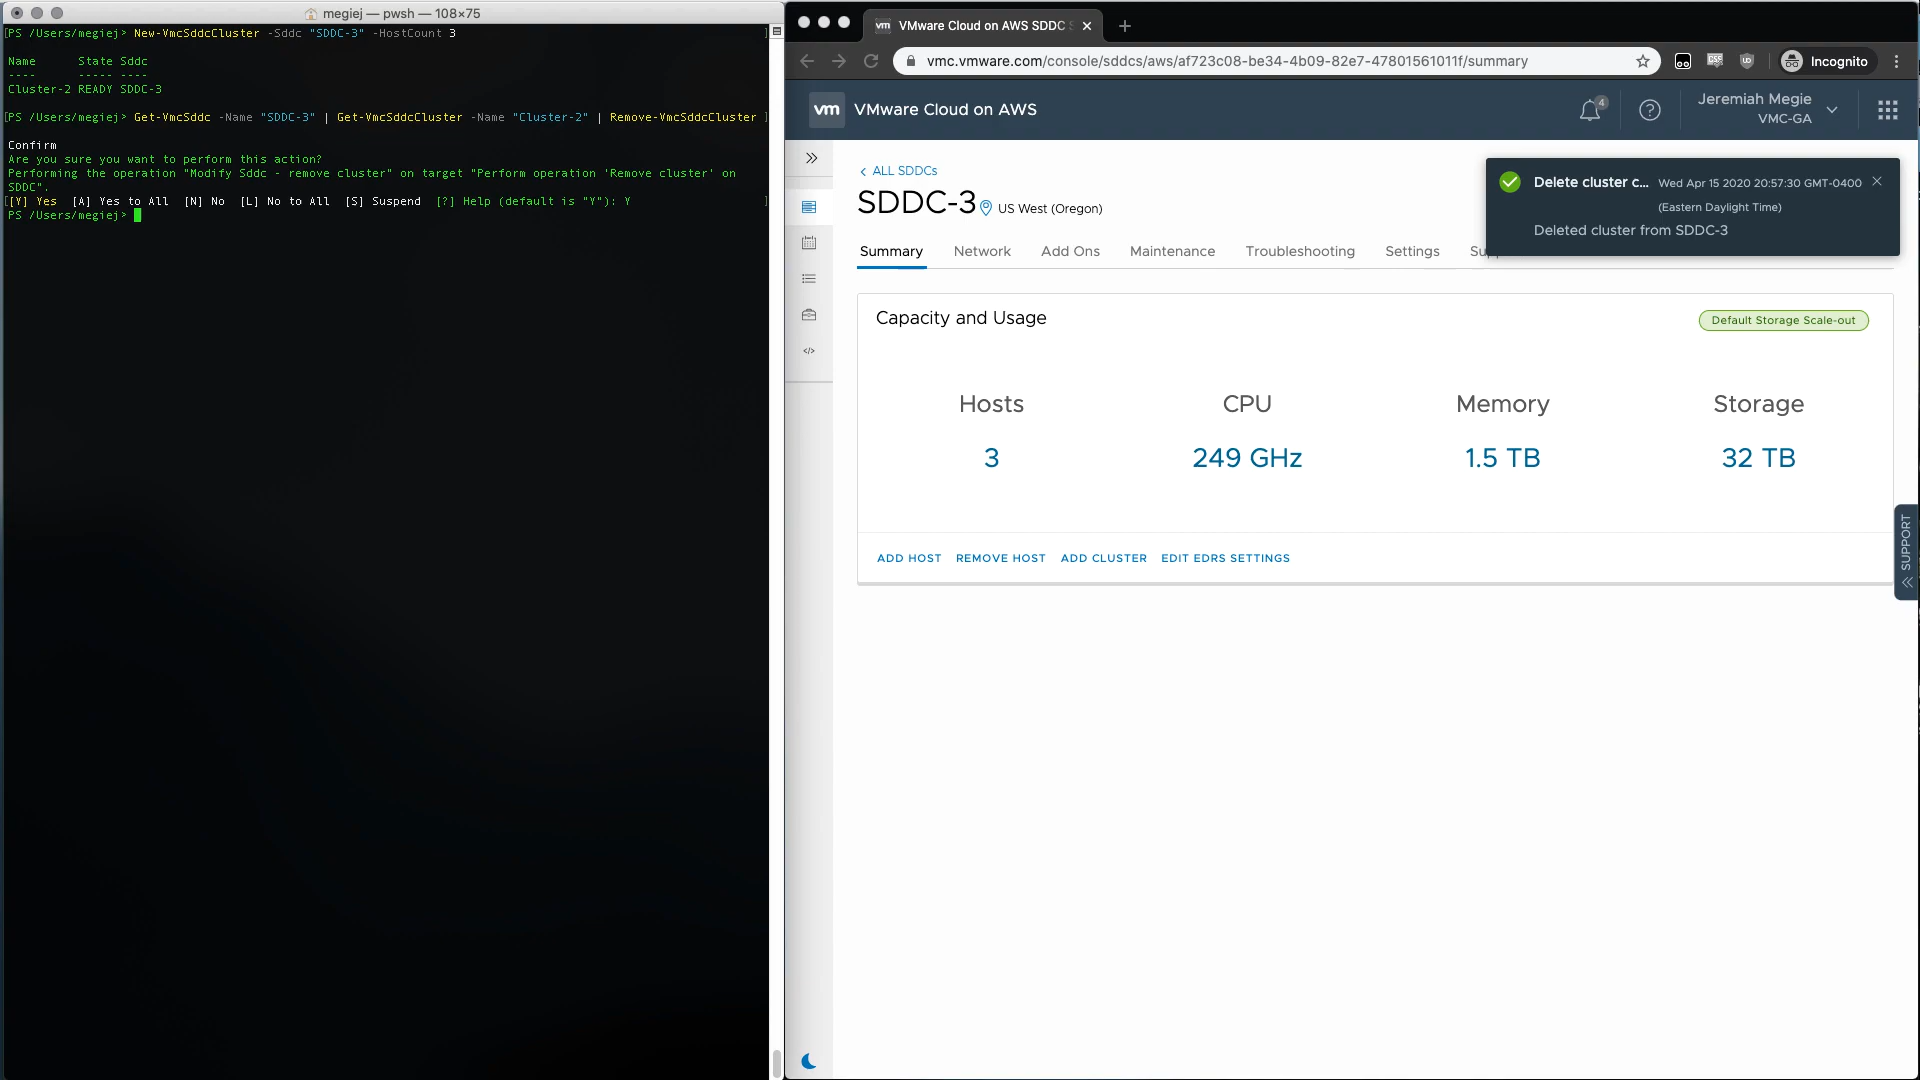 megiej — pwsh — 108×75
[PS /Users/megiej> New-VmcSddcCluster -Sddc "SDDC-3" -HostCount 3 ]
Name State Sddc
---- ----- ----
Cluster-2 READY SDDC-3
[PS /Users/megiej> Get-VmcSddc -Name "SDDC-3" | Get-VmcSddcCluster -Name "Cluster-2" | Remove-VmcSddcCluster ]
Confirm
Are you sure you want to perform this action?
Performing the operation "Modify Sddc - remove cluster" on target "Perform operation 'Remove cluster' on
SDDC".
[[Y] Yes [A] Yes to All [N] No [L] No to All [S] Suspend [?] Help (default is "Y"): Y ]
PS /Users/megiej>
vm VMware Cloud on AWS SDDC
vmc.vmware.com/console/sddcs/aws/af723c08-be34-4b09-82e7-47801561011f/summary
Incognito
vm VMware Cloud on AWS
4
Jeremiah Megie
VMC-GA
ALL SDDCs
SDDC-3 US West (Oregon)
Delete cluster c... Wed Apr 15 2020 20:57:30 GMT-0400
(Eastern Daylight Time)
Deleted cluster from SDDC-3
Summary Network Add Ons Maintenance Troubleshooting Settings
Capacity and Usage
Default Storage Scale-out
Hosts CPU Memory Storage
3 249 GHz 1.5 TB 32 TB
ADD HOST REMOVE HOST ADD CLUSTER EDIT EDRS SETTINGS
SUPPORT